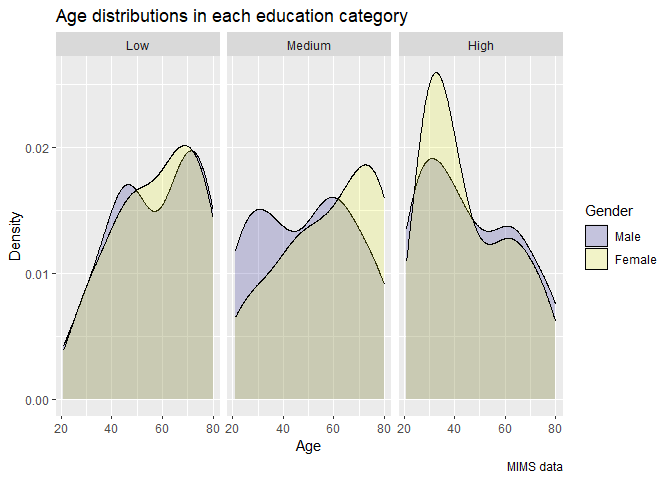 Age distributions in each education category
Low
Medium
High
0.02
0.01
0.00
Density
20 40 60 80
20 40 60 80
20 40 60 80
Age
Gender
Male
Female
MIMS data